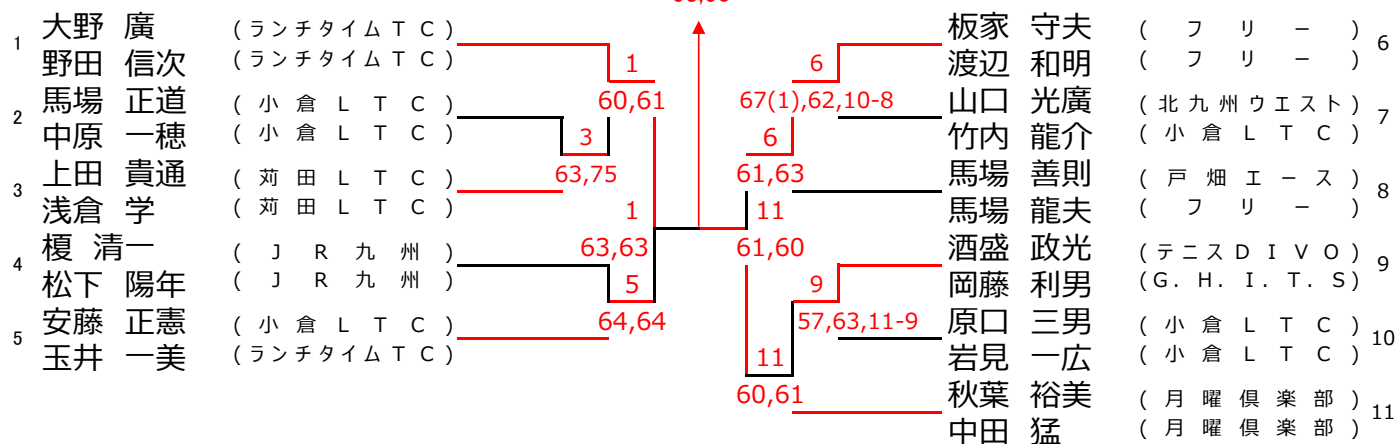 1
大野 廣 (ランチタイムTC)
野田 信次 (ランチタイムTC)
2
馬場 正道 (小倉LTC)
中原 一穂 (小倉LTC)
3
上田 貴通 (苅田LTC)
浅倉 学 (苅田LTC)
4
榎 清一 (JR九州)
松下 陽年 (JR九州)
5
安藤 正憲 (小倉LTC)
玉井 一美 (ランチタイムTC)
1
60,61
3
63,75
1
63,63
5
64,64
6
67(1),62,10-8
6
61,63
11
61,60
9
57,63,11-9
11
60,61
板家 守夫 (フリー) 6
渡辺 和明 (フリー)
山口 光廣 (北九州ウエスト) 7
竹内 龍介 (小倉LTC)
馬場 善則 (戸畑エース) 8
馬場 龍夫 (フリー)
酒盛 政光 (テニスDIVO) 9
岡藤 利男 (G.H.I.T.S)
原口 三男 (小倉LTC) 10
岩見 一広 (小倉LTC)
秋葉 裕美 (月曜倶楽部) 11
中田 猛 (月曜倶楽部)